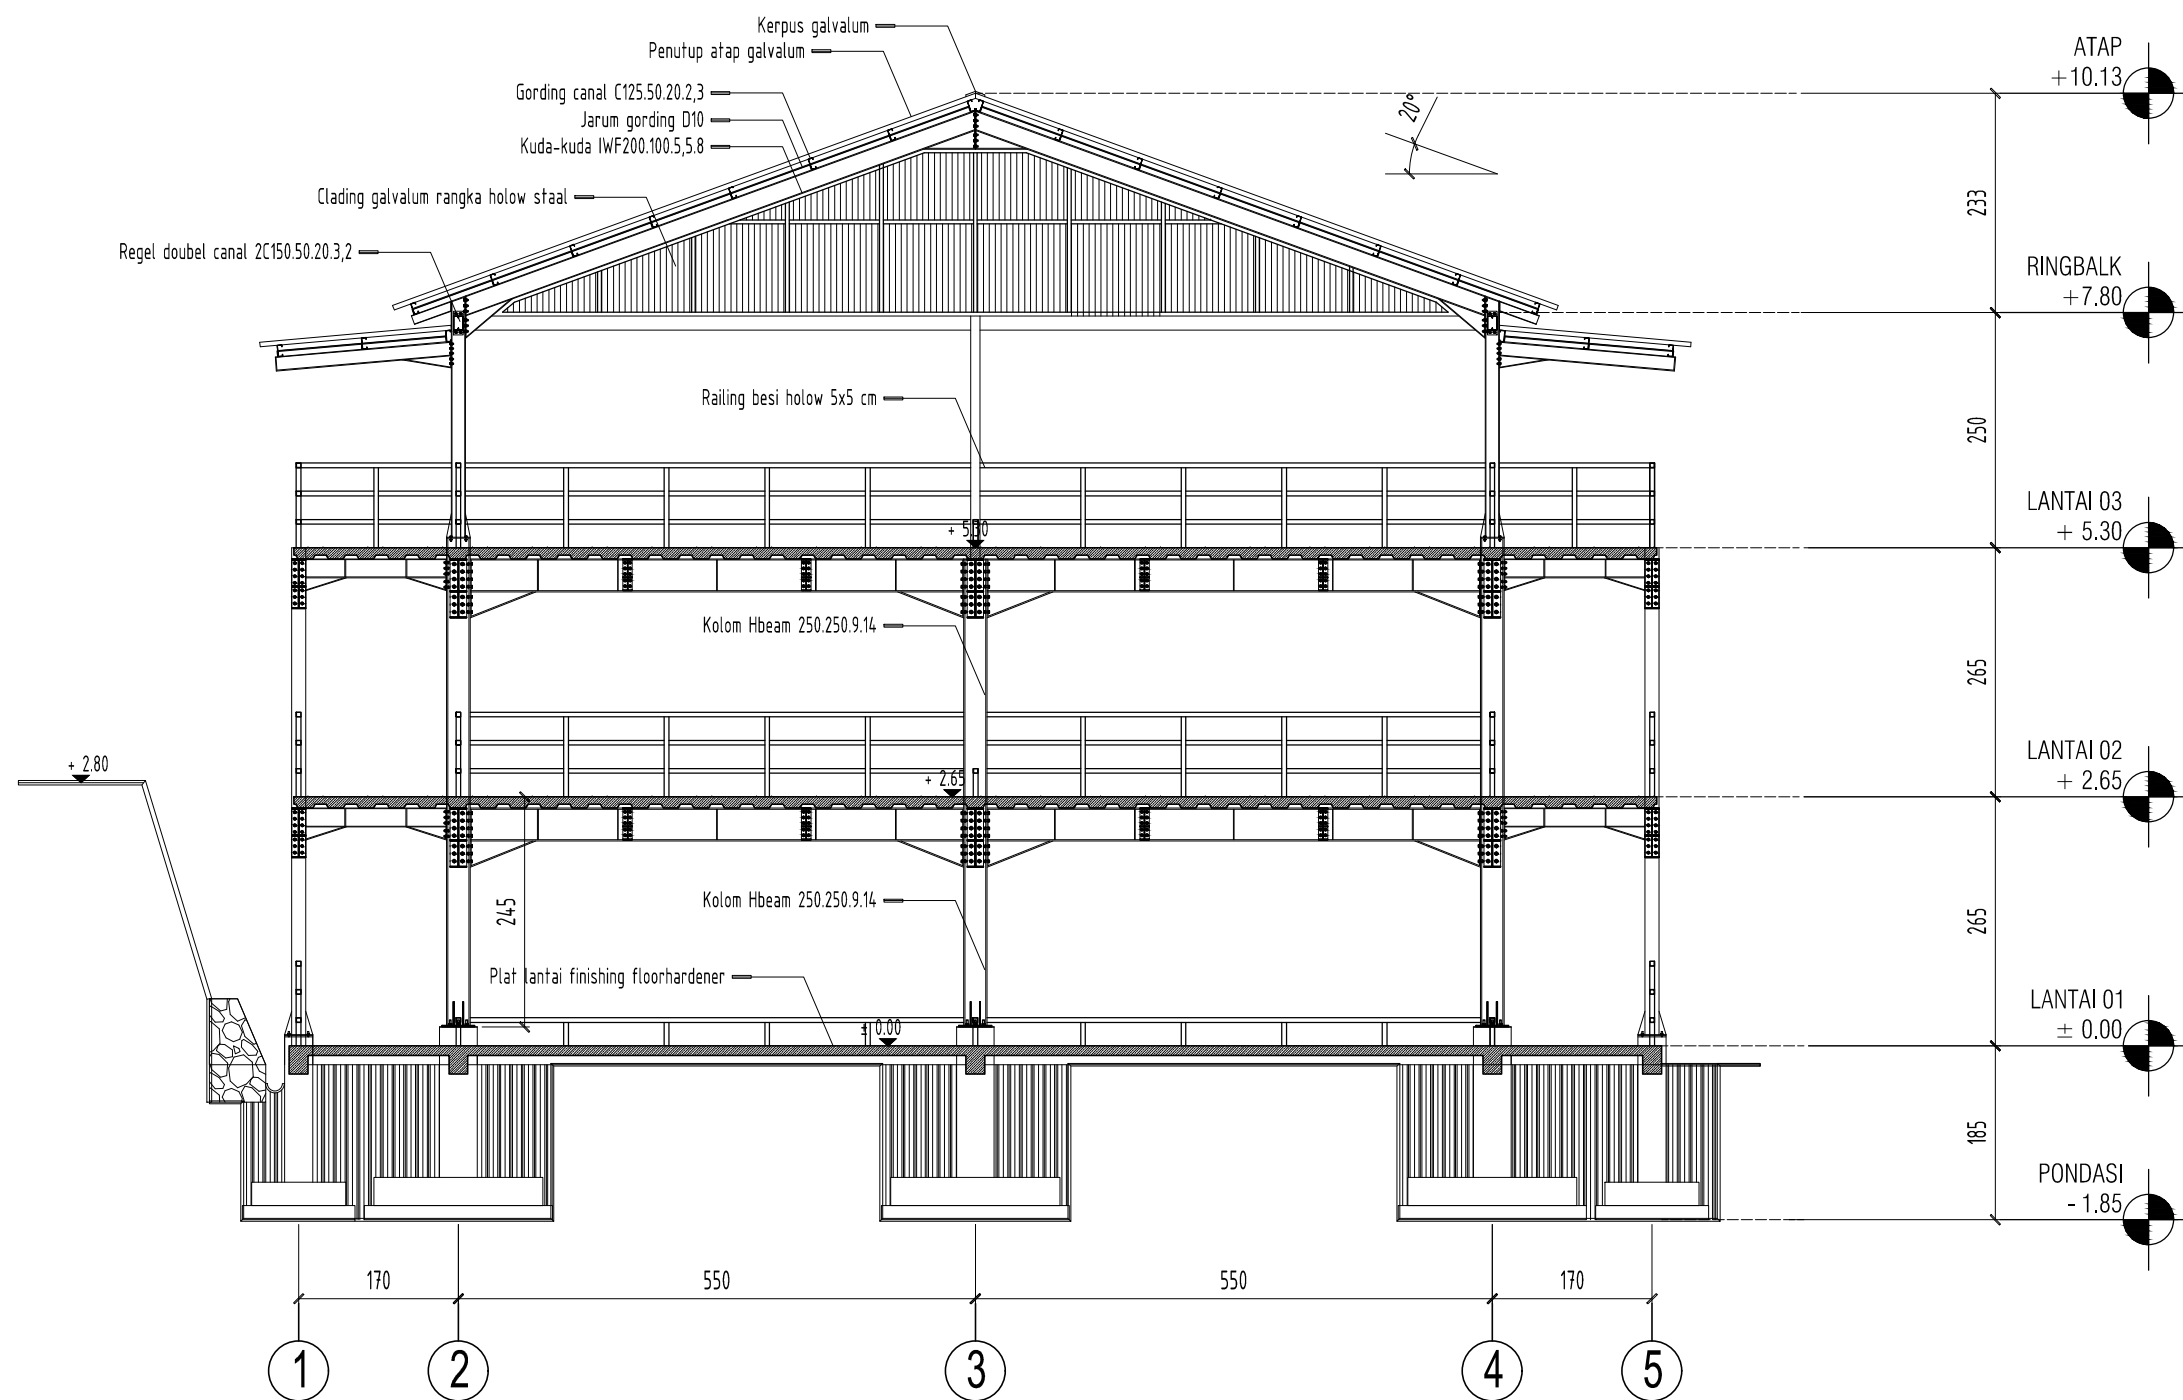 Kerpus galvalum
Penutup atap galvalum
Gording canal C125.50.20.2,3
Jarum gording D10
Kuda-kuda IWF200.100.5,5.8
Clading galvalum rangka holow staal
Regel doubel canal 2C150.50.20.3,2
20°
ATAP
+10.13
233
RINGBALK
+7.80
Railing besi holow 5x5 cm
250
LANTAI 03
+ 5.30
+ 5.30
Kolom Hbeam 250.250.9.14
265
LANTAI 02
+ 2.65
+ 2.80
+ 2.65
245
Kolom Hbeam 250.250.9.14
265
Plat lantai finishing floorhardener
± 0.00
LANTAI 01
± 0.00
185
PONDASI
- 1.85
170
550
550
170
1
2
3
4
5